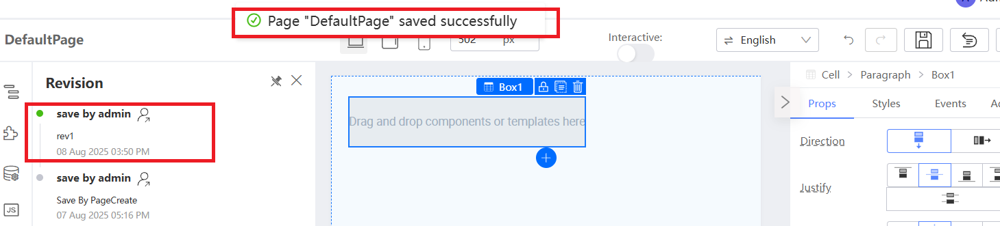 Page "DefaultPage" saved successfully
DefaultPage
502 px
Interactive:
English
Revision
save by admin
rev1
08 Aug 2025 03:50 PM
save by admin
Save By PageCreate
07 Aug 2025 05:16 PM
JS
Box1
Drag and drop components or templates here
Cell > Paragraph > Box1
Props Styles Events
Direction
Justify